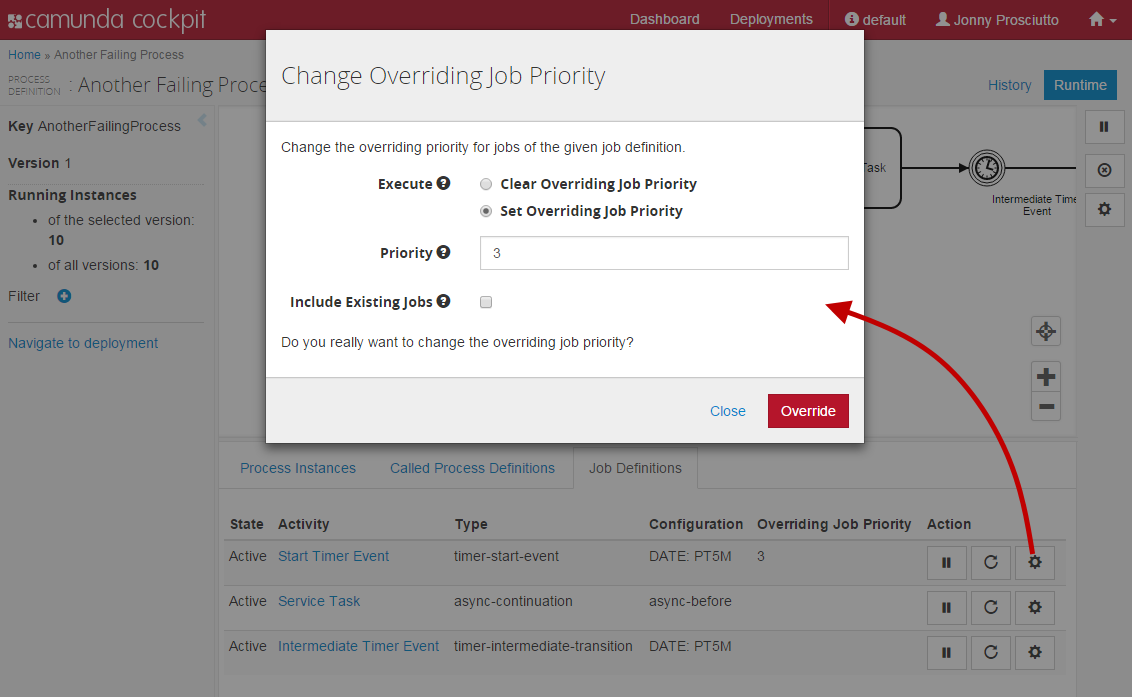 camunda cockpit
Dashboard
Deployments
default
Jonny Prosciutto
Home » Another Failing Process
PROCESS
DEFINITION
: Another Failing Proce
History
Runtime
Key AnotherFailingProcess
Version 1
Running Instances
• of the selected version:
10
• of all versions: 10
Filter
Navigate to deployment
Change Overriding Job Priority
Change the overriding priority for jobs of the given job definition.
Execute
Clear Overriding Job Priority
Set Overriding Job Priority
Priority
3
Include Existing Jobs
Do you really want to change the overriding job priority?
Close
Override
Task
Intermediate Time
Event
Process Instances
Called Process Definitions
Job Definitions
State Activity Type Configuration Overriding Job Priority Action
Active Start Timer Event timer-start-event DATE: PT5M 3
Active Service Task async-continuation async-before
Active Intermediate Timer Event timer-intermediate-transition DATE: PT5M